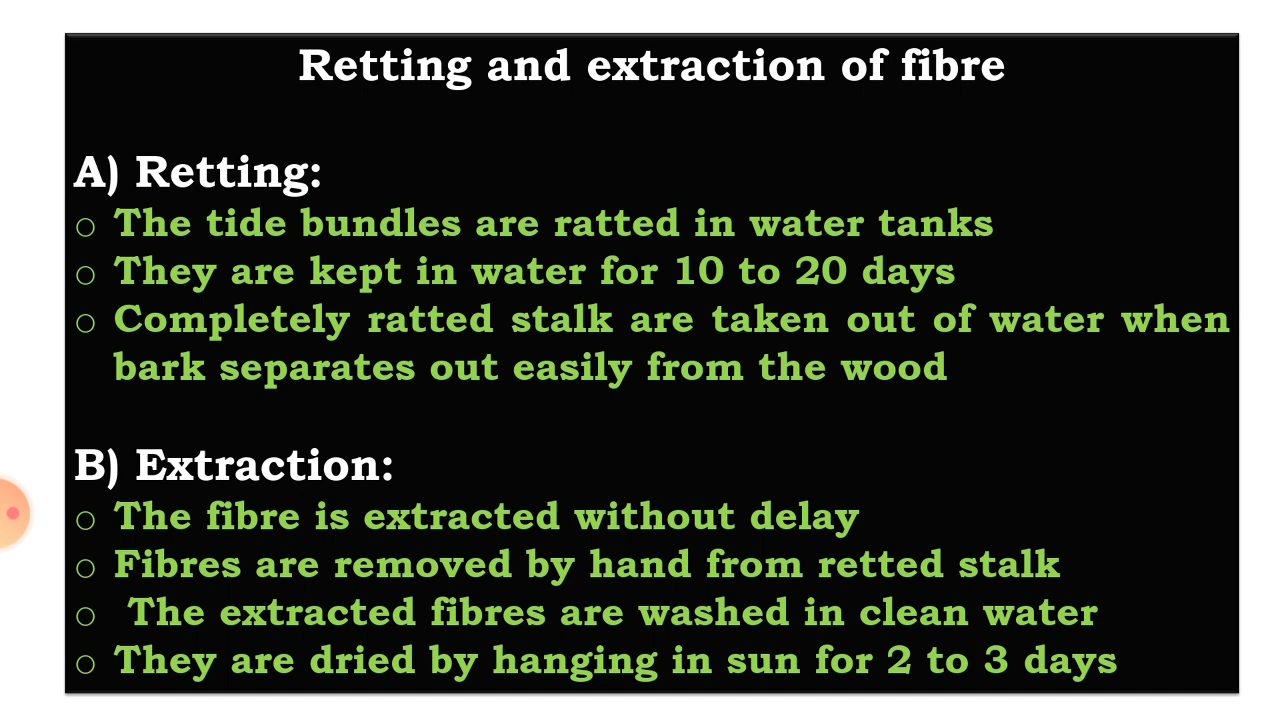 Retting and extraction of fibre
A) Retting:
o The tide bundles are ratted in water tanks
o They are kept in water for 10 to 20 days
o Completely ratted stalk are taken out of water when
bark separates out easily from the wood
B) Extraction:
o The fibre is extracted without delay
o Fibres are removed by hand from retted stalk
o The extracted fibres are washed in clean water
o They are dried by hanging in sun for 2 to 3 days